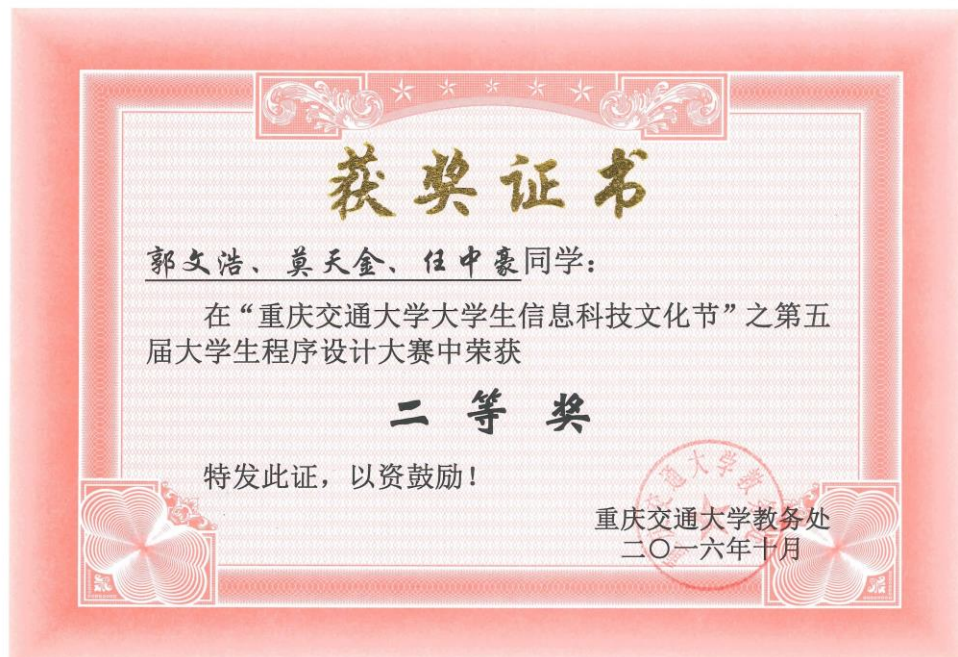 获奖证书
郭文浩、莫天金、任中豪同学：
在“重庆交通大学大学生信息科技文化节”之第五
届大学生程序设计大赛中荣获
二等奖
特发此证，以资鼓励！
重庆交通大学教务处
二〇一六年十月